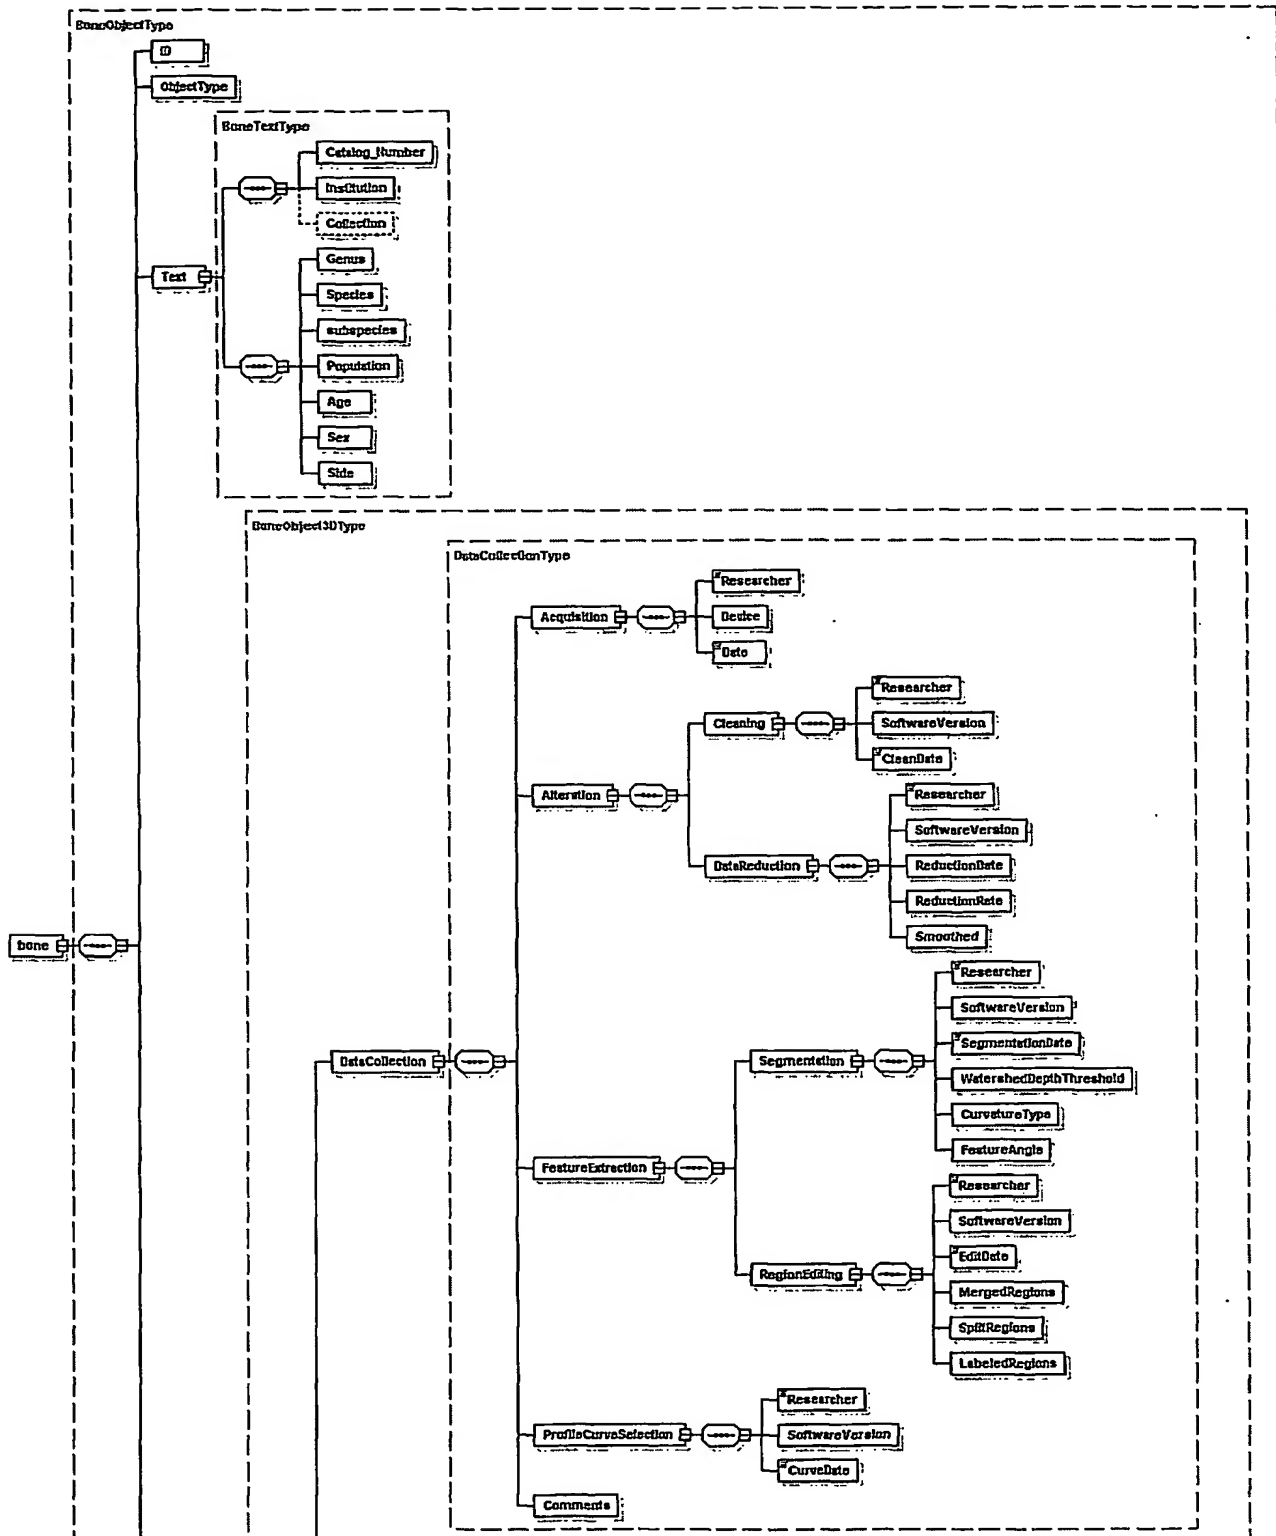 BoneObjectType
ID
ObjectType
BoneTextType
Catalog_Number
Institution
Collection
Text
Genus
Species
subspecies
Population
Age
Sex
Side
BoneObject3DType
DataCollectionType
Researcher
Acquisition
Device
Date
Researcher
Cleaning
SoftwareVersion
CleanDate
Alteration
Researcher
SoftwareVersion
DataReduction
ReductionDate
ReductionRate
Smoothed
bone
Researcher
SoftwareVersion
SegmentationDate
DataCollection
Segmentation
WatershedDepthThreshold
CurvatureType
FeatureAngle
FeatureExtraction
Researcher
SoftwareVersion
EditDate
RegionEditing
MergedRegions
SplitRegions
LabeledRegions
Researcher
ProfileCurveSelection
SoftwareVersion
CurveDate
Comments